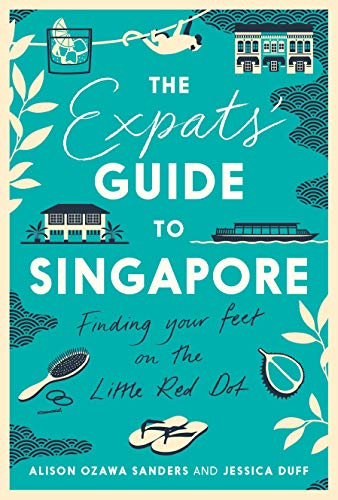 THE
Expats'
GUIDE
TO
SINGAPORE
Finding your feet
on the
Little Red Dot
ALISON OZAWA SANDERS AND JESSICA DUFF